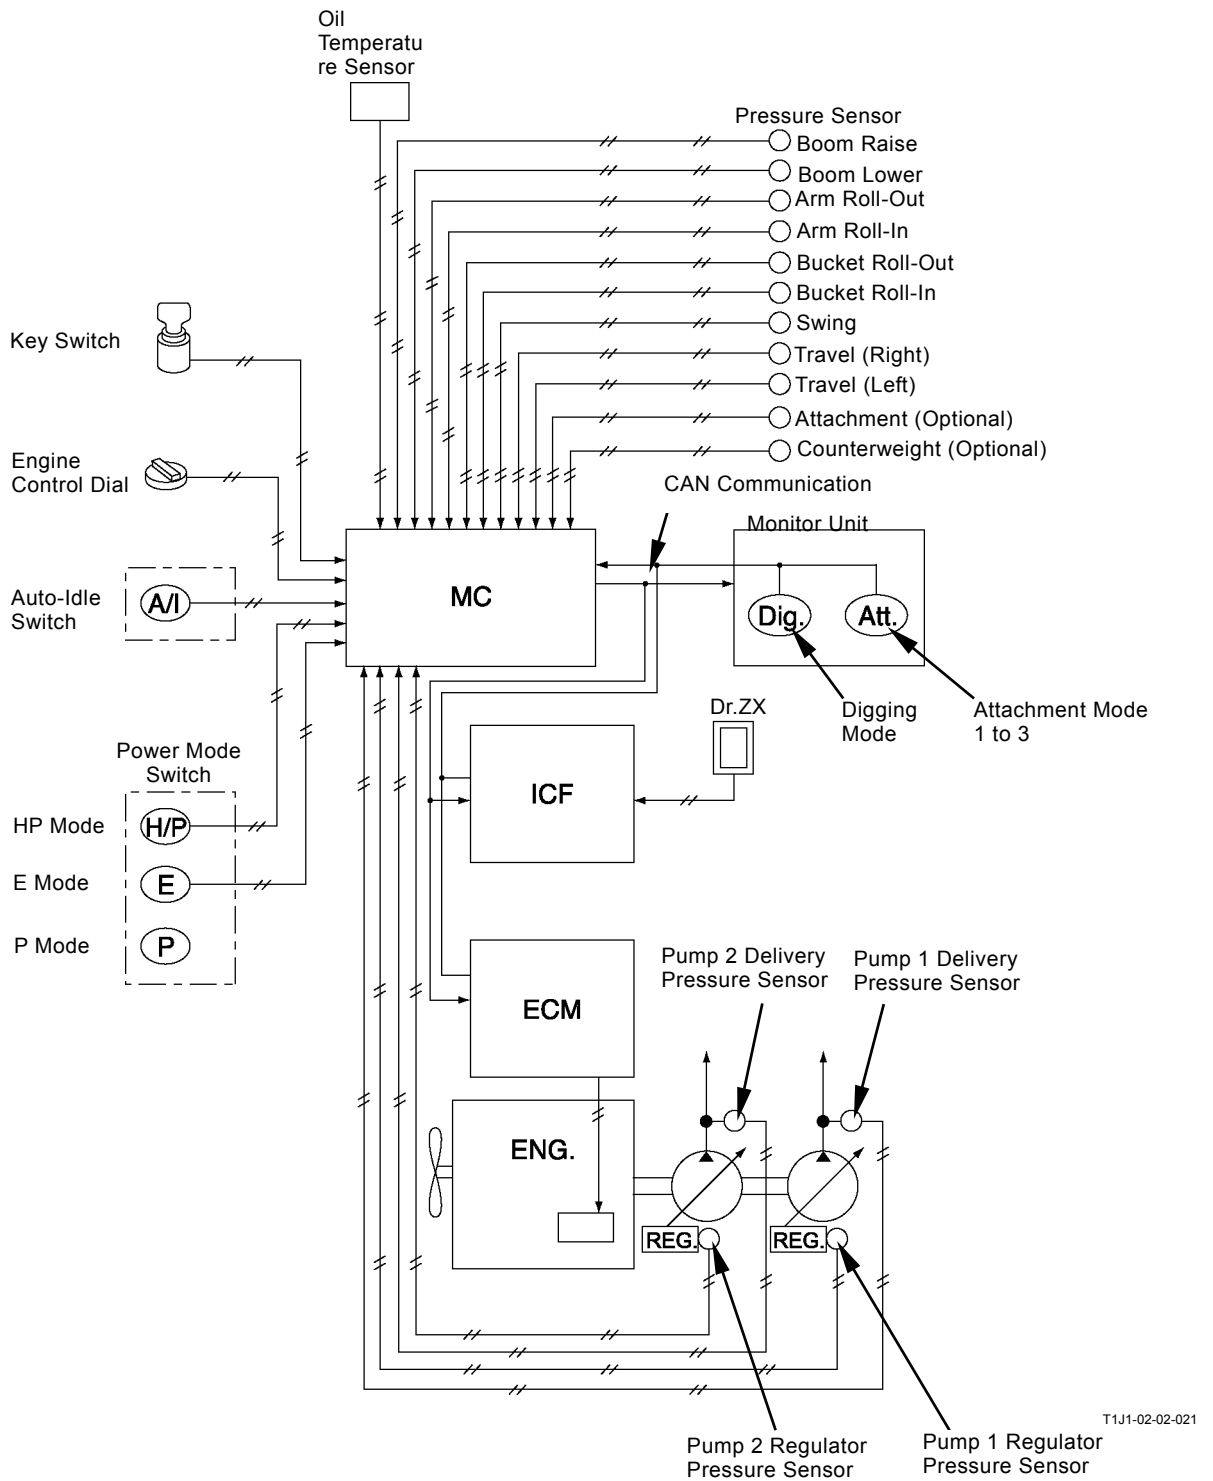 Oil
Temperatu
re Sensor
Pressure Sensor
Boom Raise
Boom Lower
Arm Roll-Out
Arm Roll-In
Bucket Roll-Out
Bucket Roll-In
Swing
Travel (Right)
Travel (Left)
Attachment (Optional)
Counterweight (Optional)
Key Switch
Engine
Control Dial
CAN Communication
Monitor Unit
Auto-Idle
Switch
A/I
MC
Dig.
Att.
Digging
Mode
Attachment Mode
1 to 3
Dr.ZX
Power Mode
Switch
ICF
HP Mode
H/P
E Mode
E
P Mode
P
Pump 2 Delivery
Pressure Sensor
Pump 1 Delivery
Pressure Sensor
ECM
ENG.
REG.
REG.
T1J1-02-02-021
Pump 2 Regulator
Pressure Sensor
Pump 1 Regulator
Pressure Sensor